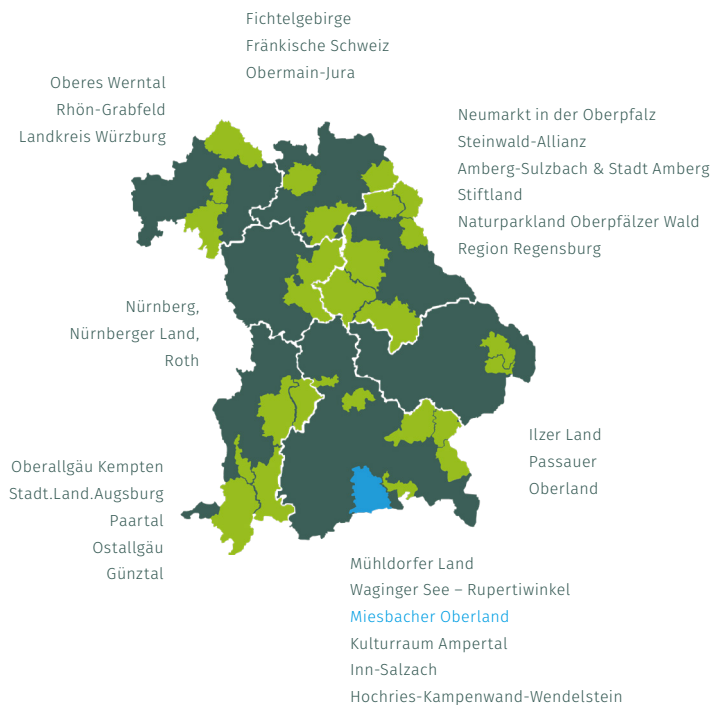 Fichtelgebirge
Fränkische Schweiz
Obermain-Jura
Oberes Werntal
Rhön-Grabfeld
Landkreis Würzburg
Neumarkt in der Oberpfalz
Steinwald-Allianz
Amberg-Sulzbach & Stadt Amberg
Stiftland
Naturparkland Oberpfälzer Wald
Region Regensburg
Nürnberg,
Nürnberger Land,
Roth
Ilzer Land
Passauer
Oberland
Oberallgäu Kempten
Stadt.Land.Augsburg
Paartal
Ostallgäu
Günztal
Mühldorfer Land
Waginger See – Rupertiwinkel
Miesbacher Oberland
Kulturraum Ampertal
Inn-Salzach
Hochries-Kampenwand-Wendelstein